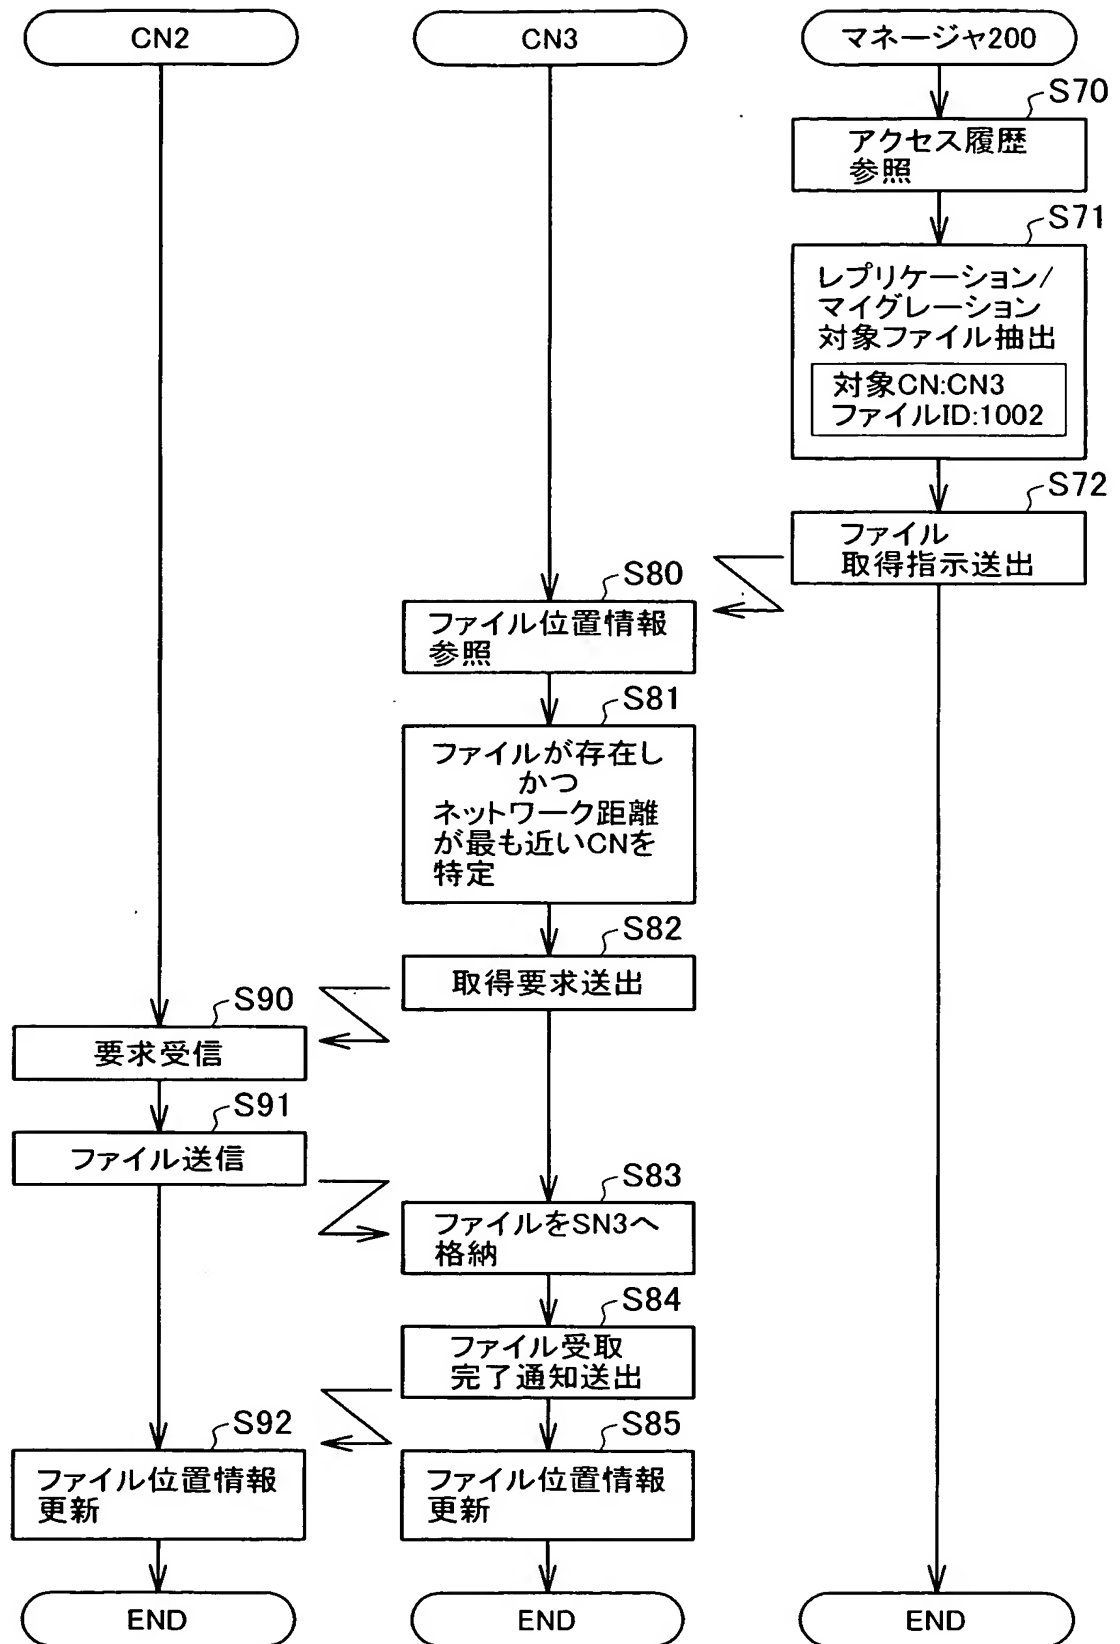 CN2
CN3
マネージャ200
S70
アクセス履歴
参照
S71
レプリケーション/
マイグレーション
対象ファイル抽出
対象CN:CN3
ファイルID:1002
S72
ファイル
取得指示送出
S80
ファイル位置情報
参照
S81
ファイルが存在し
かつ
ネットワーク距離
が最も近いCNを
特定
S82
取得要求送出
S90
要求受信
S91
ファイル送信
S83
ファイルをSN3へ
格納
S84
ファイル受取
完了通知送出
S92
ファイル位置情報
更新
S85
ファイル位置情報
更新
END
END
END